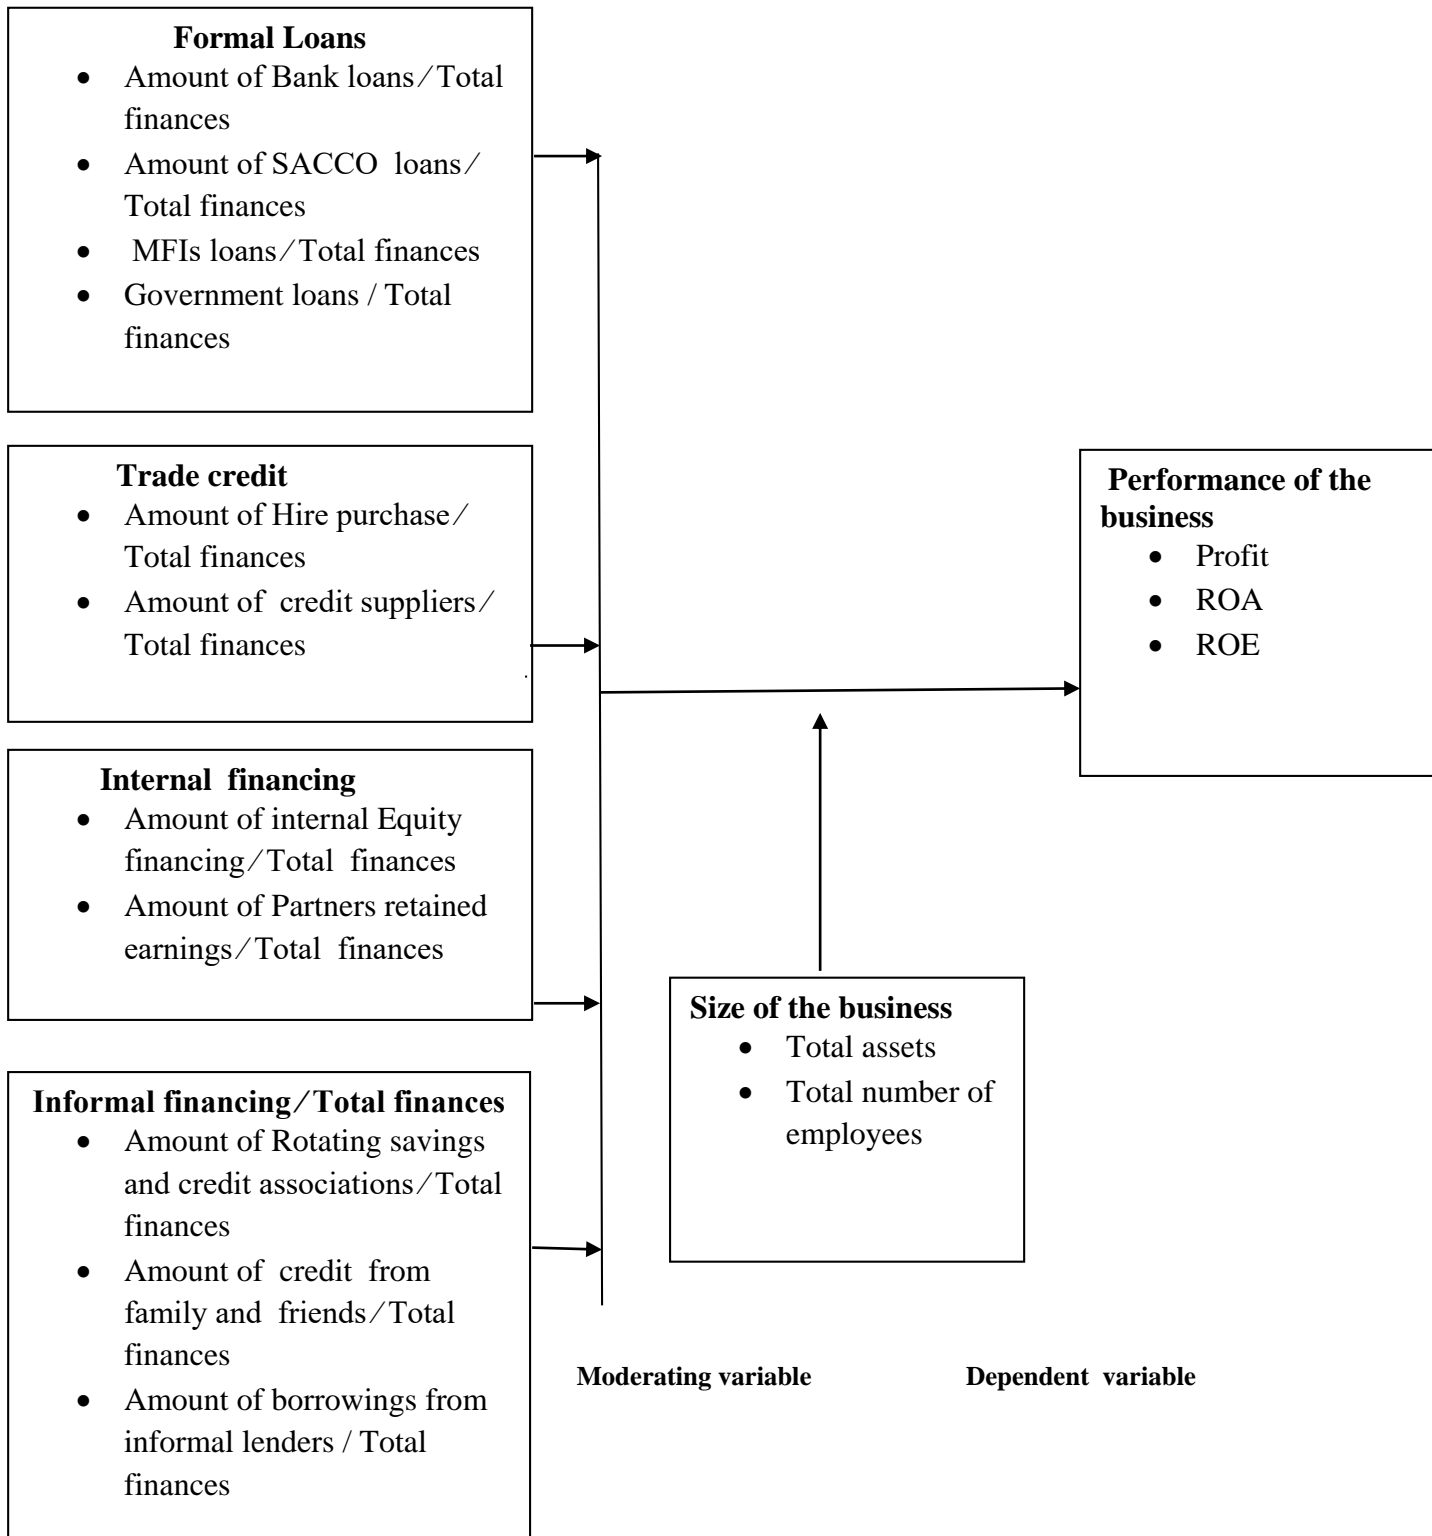 Formal Loans
• Amount of Bank loans ∕ Total
finances
• Amount of SACCO loans ∕
Total finances
• MFIs loans ∕ Total finances
• Government loans / Total
finances
Trade credit
• Amount of Hire purchase ∕
Total finances
• Amount of credit suppliers ∕
Total finances
.
Internal financing
• Amount of internal Equity
financing ∕ Total finances
• Amount of Partners retained
earnings ∕ Total finances
Informal financing ∕ Total finances
• Amount of Rotating savings
and credit associations ∕ Total
finances
• Amount of credit from
family and friends ∕ Total
finances
• Amount of borrowings from
informal lenders / Total
finances
Performance of the
business
• Profit
• ROA
• ROE
Size of the business
• Total assets
• Total number of
employees
Moderating variable
Dependent variable